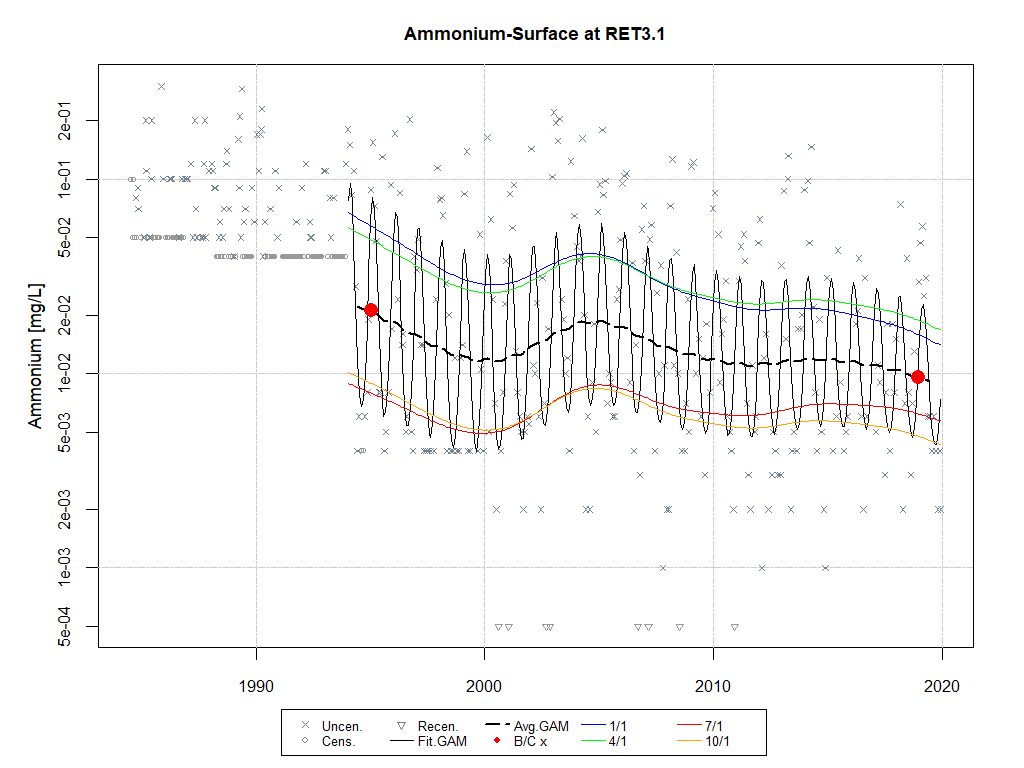 Ammonium-Surface at RET3.1
Ammonium [mg/L]
2e-01
1e-01
5e-02
2e-02
1e-02
5e-03
2e-03
1e-03
5e-04
1990 2000 2010 2020
Uncen. Recen. Avg.GAM 1/1 7/1
Cens. Fit.GAM B/C x 4/1 10/1